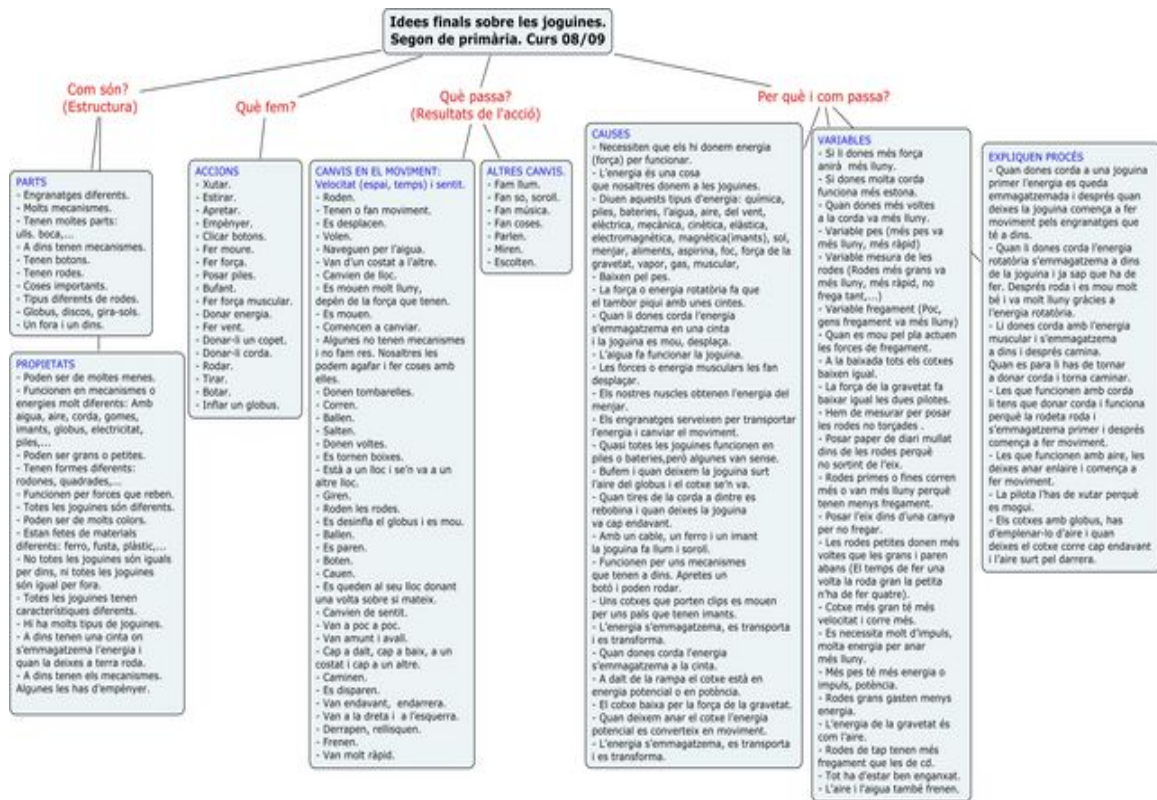 Idees finals sobre les joguines.
Segon de primària. Curs 08/09
Com són?
(Estructura)
Què fem?
Què passa?
(Resultats de l'acció)
Per què i com passa?
PARTS
- Engranatges diferents.
- Molts mecanismes.
- Tenen moltes parts:
ulls. boca,...
- A dins tenen mecanismes.
- Tenen botons.
- Tenen rodes.
- Coses importants.
- Tipus diferents de rodes.
- Globus, discos, gira-sols.
- Un fora i un dins.
PROPIETATS
- Poden ser de moltes menes.
- Funcionen en mecanismes o
energies molt diferents: Amb
aigua, aire, corda, gomes,
imants, globus, electricitat,
piles,...
- Poden ser grans o petites.
- Tenen formes diferents:
rodones, quadrades,...
- Funcionen per forces que reben.
- Totes les joguines són diferents.
- Poden ser de molts colors.
- Estan fetes de materials
diferents: ferro, fusta, plàstic,...
- No totes les joguines són iguals
per dins, ni totes les joguines
són igual per fora.
- Totes les joguines tenen
característiques diferents.
- Hi ha molts tipus de joguines.
- A dins tenen una cinta on
s'emmagatzema l'energia i
quan la deixes a terra roda.
- A dins tenen els mecanismes.
Algunes les has d'empènyer.
ACCIONS
- Xutar.
- Estirar.
- Apretar.
- Empènyer.
- Clicar botons.
- Fer moure.
- Fer força.
- Posar piles.
- Bufant.
- Fer força muscular.
- Donar energia.
- Fer vent.
- Donar-li un copet.
- Donar-li corda.
- Rodar.
- Tirar.
- Botar.
- Inflar un globus.
CANVIS EN EL MOVIMENT:
Velocitat (espai, temps) i sentit.
- Roden.
- Tenen o fan moviment.
- Es desplacen.
- Volen.
- Naveguen per l'aigua.
- Van d'un costat a l'altre.
- Canvien de lloc.
- Es mouen molt lluny,
depèn de la força que tenen.
- Es mouen.
- Comencen a canviar.
- Algunes no tenen mecanismes
i no fam res. Nosaltres les
podem agafar i fer coses amb
elles.
- Donen tombarelles.
- Corren.
- Ballen.
- Salten.
- Donen voltes.
- Es tornen boixes.
- Està a un lloc i se'n va a un
altre lloc.
- Giren.
- Roden les rodes.
- Es desinfla el globus i es mou.
- Ballen.
- Es paren.
- Boten.
- Cauen.
- Es queden al seu lloc donant
una volta sobre si mateix.
- Canvien de sentit.
- Van a poc a poc.
- Van amunt i avall.
- Cap a dalt, cap a baix, a un
costat i cap a un altre.
- Caminen.
- Es disparen.
- Van endavant, endarrera.
- Van a la dreta i a l'esquerra.
- Derrapen, rellisquen.
- Frenen.
- Van molt ràpid.
ALTRES CANVIS.
- Fam llum.
- Fan so, soroll.
- Fan música.
- Fan coses.
- Parlen.
- Miren.
- Escolten.
CAUSES
- Necessiten que els hi donem energia
(força) per funcionar.
- L'energia és una cosa
que nosaltres donem a les joguines.
- Diuen aquests tipus d'energia: química,
piles, bateries, l'aigua, aire, del vent,
elèctrica, mecànica, cinètica, elàstica,
electromagnètica, magnètica(imants), sol,
menjar, aliments, aspirina, foc, força de la
gravetat, vapor, gas, muscular,
- Baixen pel pes.
- La força o energia rotatòria fa que
el tambor piqui amb unes cintes.
- Quan li dones corda l'energia
s'emmagatzema en una cinta
i la joguina es mou, desplaça.
- L'aigua fa funcionar la joguina.
- Les forces o energia musculars les fan
desplaçar.
- Els nostres nuscles obtenen l'energia del
menjar.
- Els engranatges serveixen per transportar
l'energia i canviar el moviment.
- Quasi totes les joguines funcionen en
piles o bateries,però algunes van sense.
- Bufem i quan deixem la joguina surt
l'aire del globus i el cotxe se'n va.
- Quan tires de la corda a dintre es
rebobina i quan deixes la joguina
va cap endavant.
- Amb un cable, un ferro i un imant
la joguina fa llum i soroll.
- Funcionen per uns mecanismes
que tenen a dins. Apretes un
botó i poden rodar.
- Uns cotxes que porten clips es mouen
per uns pals que tenen imants.
- L'energia s'emmagatzema, es transporta
i es transforma.
- Quan dones corda l'energia
s'emmagatzema a la cinta.
- A dalt de la rampa el cotxe està en
energia potencial o en potència.
- El cotxe baixa per la força de la gravetat.
- Quan deixem anar el cotxe l'energia
potencial es converteix en moviment.
- L'energia s'emmagatzema, es transporta
i es transforma.
VARIABLES
- Si li dones més força
anirà més lluny.
- Si dones molta corda
funciona més estona.
- Quan dones més voltes
a la corda va més lluny.
- Variable pes (més pes va
més lluny, més ràpid)
- Variable mesura de les
rodes (Rodes més grans va
més lluny, més ràpid, no
frega tant,...)
- Variable fregament (Poc,
gens fregament va més lluny)
- Quan es mou pel pla actuen
les forces de fregament.
- A la baixada tots els cotxes
baixen igual.
- La força de la gravetat fa
baixar igual les dues pilotes.
- Hem de mesurar per posar
les rodes no torçades .
- Posar paper de diari mullat
dins de les rodes perquè
no sortint de l'eix.
- Rodes primes o fines corren
més o van més lluny perquè
tenen menys fregament.
- Posar l'eix dins d'una canya
per no fregar.
- Les rodes petites donen més
voltes que les grans i paren
abans (El temps de fer una
volta la roda gran la petita
n'ha de fer quatre).
- Cotxe més gran té més
velocitat i corre més.
- Es necessita molt d'impuls,
molta energia per anar
més lluny.
- Més pes té més energia o
impuls, potència.
- Rodes grans gasten menys
energia.
- L'energia de la gravetat és
com l'aire.
- Rodes de tap tenen més
fregament que les de cd.
- Tot ha d'estar ben enganxat.
- L'aire i l'aigua també frenen.
EXPLIQUEN PROCÉS
- Quan dones corda a una joguina
primer l'energia es queda
emmagatzemada i després quan
deixes la joguina comença a fer
moviment pels engranatges que
té a dins.
- Quan li dones corda l'energia
rotatòria s'emmagatzema a dins
de la joguina i ja sap que ha de
fer. Després roda i es mou molt
bé i va molt lluny gràcies a
l'energia rotatòria.
- Li dones corda amb l'energia
muscular i s'emmagatzema
a dins i després camina.
Quan es para li has de tornar
a donar corda i torna caminar.
- Les que funcionen amb corda
li tens que donar corda i funciona
perquè la rodeta roda i
s'emmagatzema primer i després
comença a fer moviment.
- Les que funcionen amb aire, les
deixes anar enlaire i comença a
fer moviment.
- La pilota l'has de xutar perquè
es mogui.
- Els cotxes amb globus, has
d'emplenar-lo d'aire i quan
deixes el cotxe corre cap endavant
i l'aire surt pel darrera.